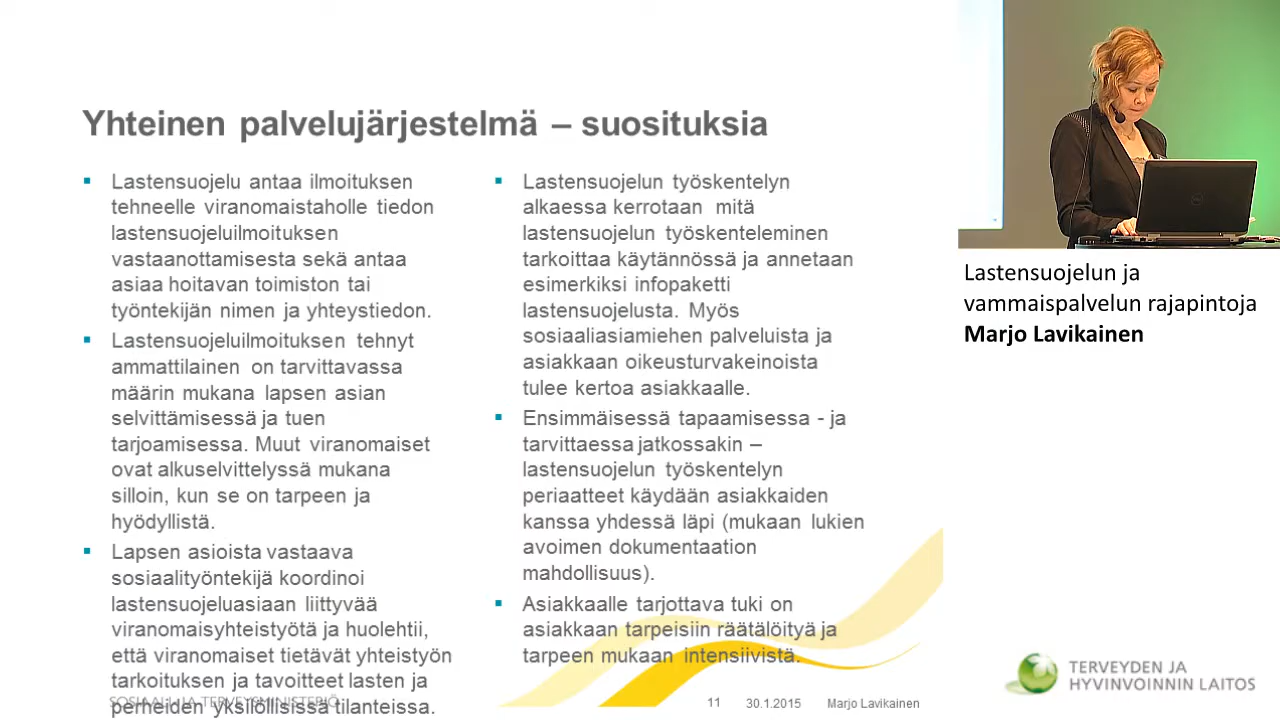 Yhteinen palvelujärjestelmä – suosituksia
Lastensuojelu antaa ilmoituksen
tehneelle viranomaistaholle tiedon
lastensuojeluilmoituksen
vastaanottamisesta sekä antaa
asiaa hoitavan toimiston tai
työntekijän nimen ja yhteystiedon.
Lastensuojeluilmoituksen tehnyt
ammattilainen on tarvittavassa
määrin mukana lapsen asian
selvittämisessä ja tuen
tarjoamisessa. Muut viranomaiset
ovat alkuselvittelyssä mukana
silloin, kun se on tarpeen ja
hyödyllistä.
Lapsen asioista vastaava
sosiaalityöntekijä koordinoi
lastensuojeluasiaan liittyvää
viranomaisyhteistyötä ja huolehtii,
että viranomaiset tietävät yhteistyön
tarkoituksen ja tavoitteet lasten ja
perheiden yksilöllisissä tilanteissa.
Lastensuojelun työskentelyn
alkaessa kerrotaan mitä
lastensuojelun työskenteleminen
tarkoittaa käytännössä ja annetaan
esimerkiksi infopaketti
lastensuojelusta. Myös
sosiaaliasiamiehen palveluista ja
asiakkaan oikeusturvakeinoista
tulee kertoa asiakkaalle.
Ensimmäisessä tapaamisessa - ja
tarvittaessa jatkossakin –
lastensuojelun työskentelyn
periaatteet käydään asiakkaiden
kanssa yhdessä läpi (mukaan lukien
avoimen dokumentaation
mahdollisuus).
Asiakkaalle tarjottava tuki on
asiakkaan tarpeisiin räätälöityä ja
tarpeen mukaan intensiivistä.
SOSIAALI- JA TERVEYSMINISTERIÖ
11 30.1.2015 Marjo Lavikainen
Lastensuojelun ja
vammaispalvelun rajapintoja
Marjo Lavikainen
TERVEYDEN JA
HYVINVOINNIN LAITOS